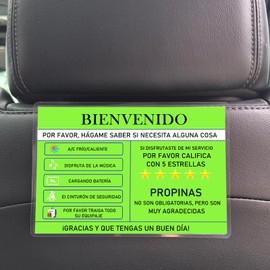 BIENVENIDO
POR FAVOR, HÁGAME SABER SI NECESITA ALGUNA COSA
A/C FRÍO/CALIENTE
DISFRUTA DE LA MÚSICA
CARGANDO BATERÍA
El CINTURÓN DE SEGURIDAD
POR FAVOR TRAIGA TODO
SU EQUIPAJE
SI DISFRUTASTE DE MI SERVICIO
POR FAVOR CALIFICA
CON 5 ESTRELLAS
PROPINAS
NO SON OBLIGATORIAS, PERO SON
MUY AGRADECIDAS
¡GRACIAS Y QUE TENGAS UN BUEN DÍA!